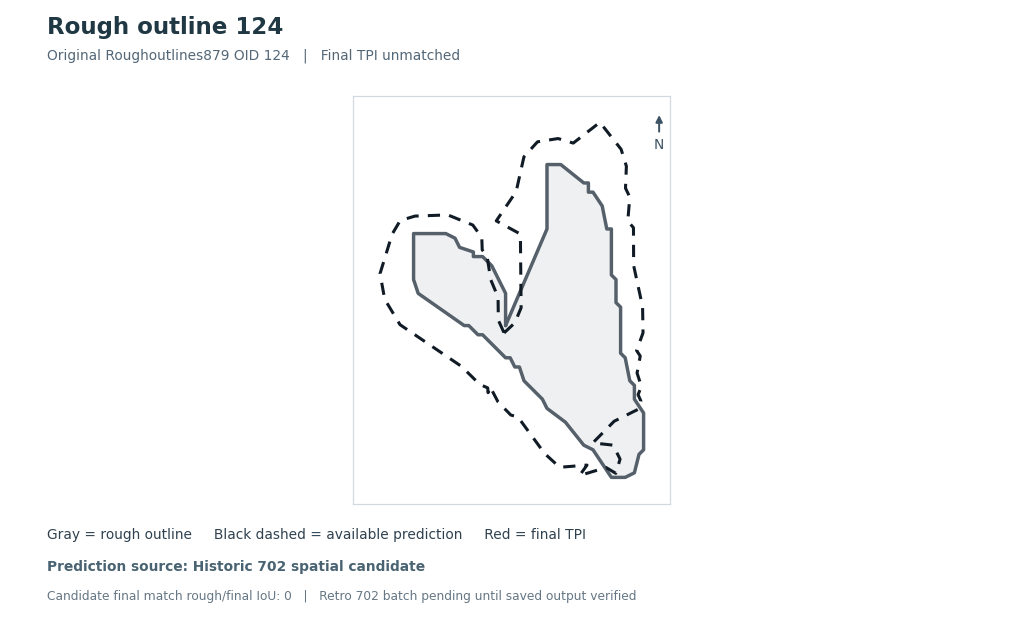 Rough outline 124
Original Roughoutlines879 OID 124   |   Final TPI unmatched
N
Gray = rough outline     Black dashed = available prediction     Red = final TPI
Prediction source: Historic 702 spatial candidate
Candidate final match rough/final IoU: 0   |   Retro 702 batch pending until saved output verified